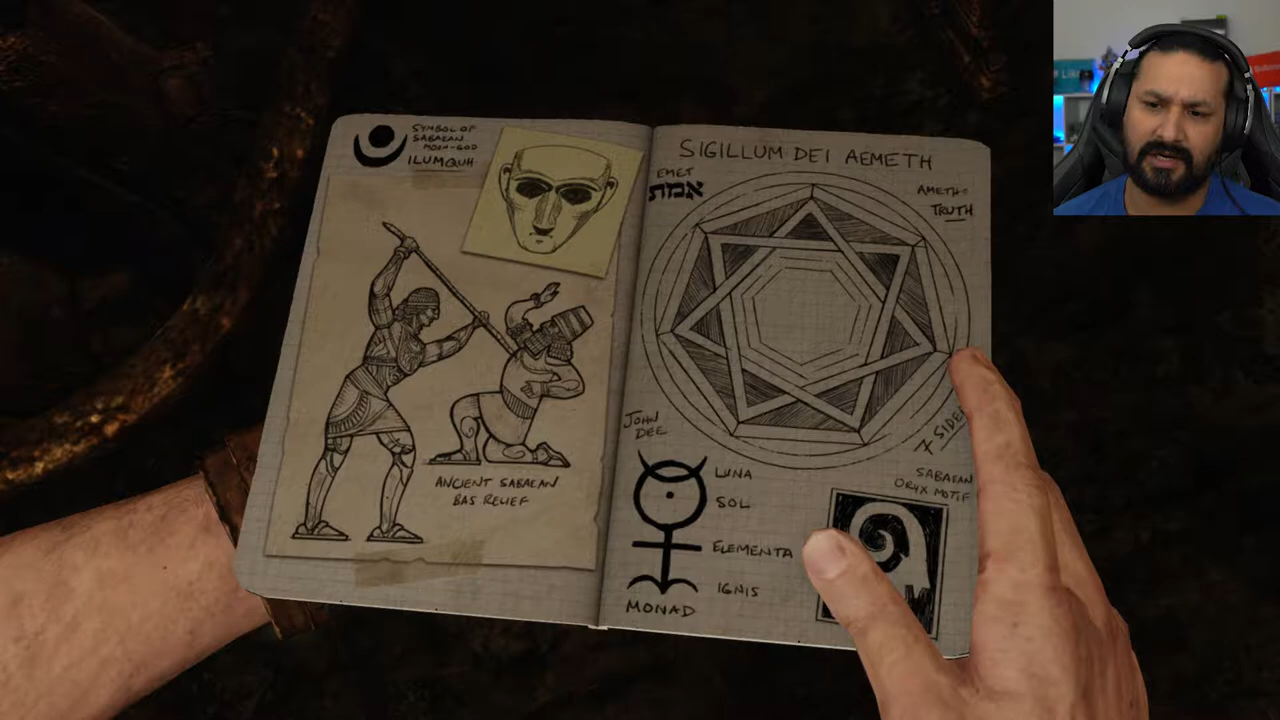 SYMBOL OF
SABAEAN
MOON-GOD
ILUMQUH
ANCIENT SABAEAN
BAS RELIEF
SIGILLUM DEI AEMETH
EMET
אמת
AMETH=
TRUTH
JOHN
DEE
7 SIDED
LUNA
SOL
ELEMENTA
IGNIS
MONAD
SABAEAN
ORYX MOTIF